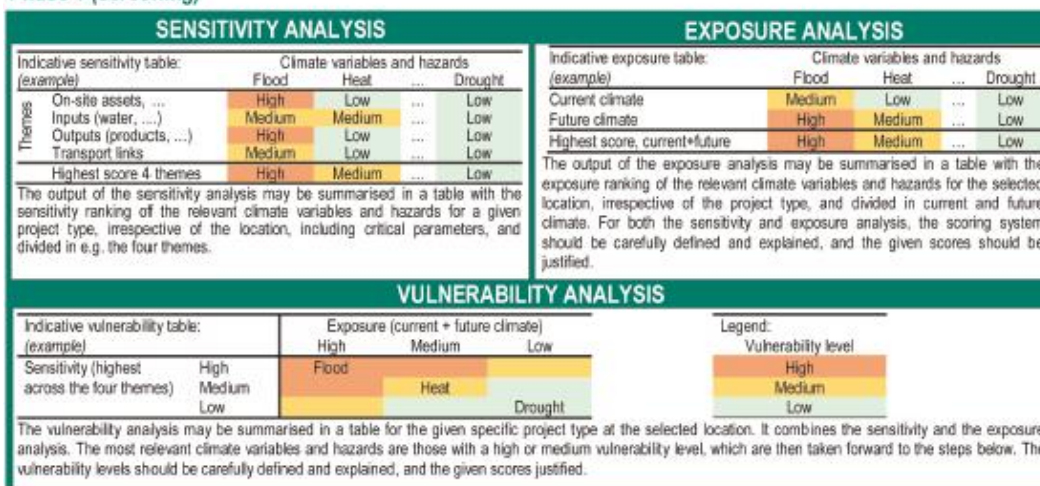 SENSITIVITY ANALYSIS
Indicative sensitivity table: Climate variables and hazards
(example) Flood Heat ... Drought
Themes
On-site assets, ... High Low ... Low
Inputs (water, ....) Medium Medium ... Low
Outputs (products, ...) High Low ... Low
Transport links Medium Low ... Low
Highest score 4 themes High Medium ... Low
The output of the sensitivity analysis may be summarised in a table with the
sensitivity ranking off the relevant climate variables and hazards for a given
project type, irrespective of the location, including critical parameters, and
divided in e.g. the four themes.
EXPOSURE ANALYSIS
Indicative exposure table: Climate variables and hazards
(example) Flood Heat ... Drought
Current climate Medium Low ... Low
Future climate High Medium ... Low
Highest score, current+future High Medium ... Low
The output of the exposure analysis may be summarised in a table with the
exposure ranking of the relevant climate variables and hazards for the selected
location, irrespective of the project type, and divided in current and future
climate. For both the sensitivity and exposure analysis, the scoring system
should be carefully defined and explained, and the given scores should be
justified.
VULNERABILITY ANALYSIS
Indicative vulnerability table: Exposure (current + future climate)
(example) High Medium Low
Sensitivity (highest High Flood
across the four themes) Medium Heat
Low Drought
Legend:
Vulnerability level
High
Medium
Low
The vulnerability analysis may be summarised in a table for the given specific project type at the selected location. It combines the sensitivity and the exposure
analysis. The most relevant climate variables and hazards are those with a high or medium vulnerability level, which are then taken forward to the steps below. The
vulnerability levels should be carefully defined and explained, and the given scores justified.